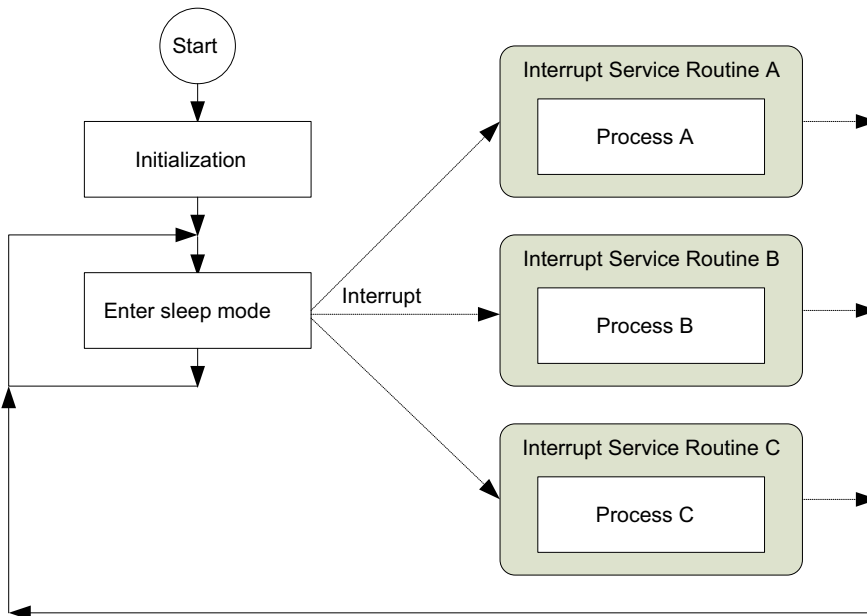 Start
Initialization
Enter sleep mode
Interrupt
Interrupt Service Routine A
Process A
Interrupt Service Routine B
Process B
Interrupt Service Routine C
Process C